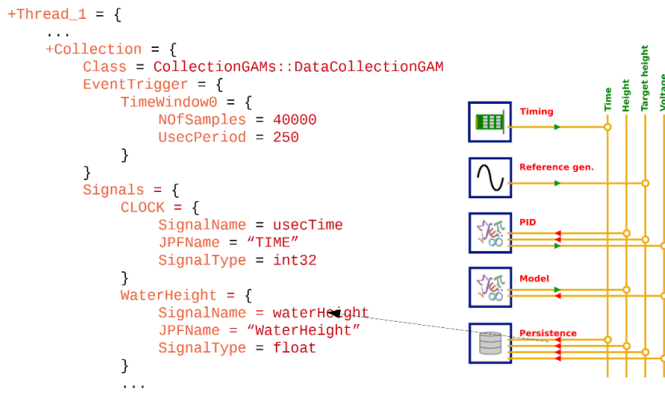 +Thread_1 = {
...
+Collection = {
Class = CollectionGAMs::DataCollectionGAM
EventTrigger = {
TimeWindow0 = {
NOfSamples = 40000
UsecPeriod = 250
}
}
Signals = {
CLOCK = {
SignalName = usecTime
JPFName = “TIME”
SignalType = int32
}
WaterHeight = {
SignalName = waterHeight
JPFName = “WaterHeight”
SignalType = float
}
...
Time
Height
Target height
Voltage
Timing
Reference gen.
PID
Model
Persistence